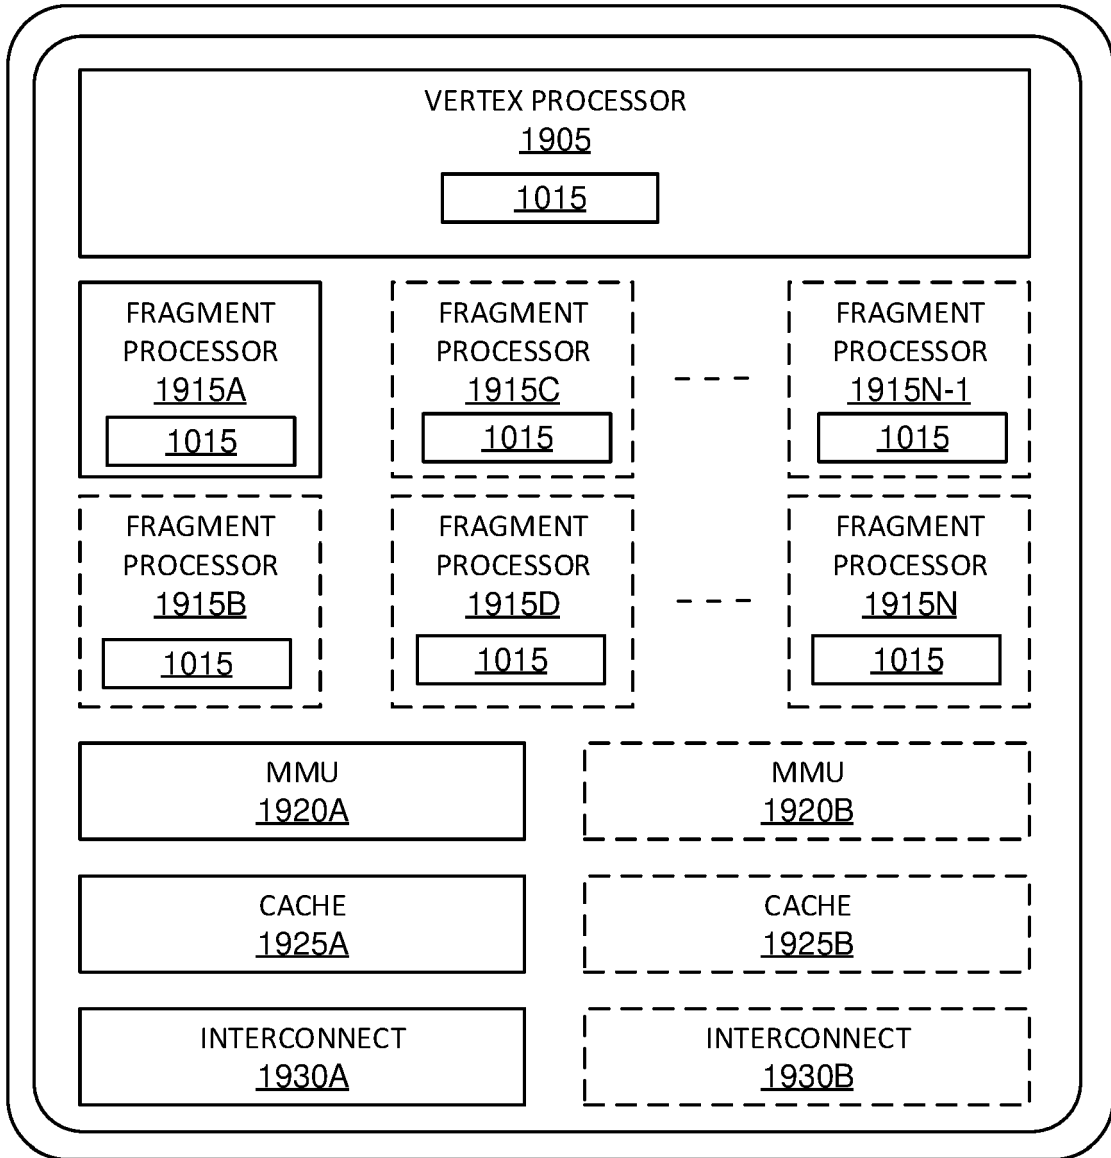 VERTEX PROCESSOR
1905
1015
FRAGMENT
PROCESSOR
1915A
1015
FRAGMENT
PROCESSOR
1915C
1015
FRAGMENT
PROCESSOR
1915N-1
1015
FRAGMENT
PROCESSOR
1915B
1015
FRAGMENT
PROCESSOR
1915D
1015
FRAGMENT
PROCESSOR
1915N
1015
MMU
1920A
MMU
1920B
CACHE
1925A
CACHE
1925B
INTERCONNECT
1930A
INTERCONNECT
1930B